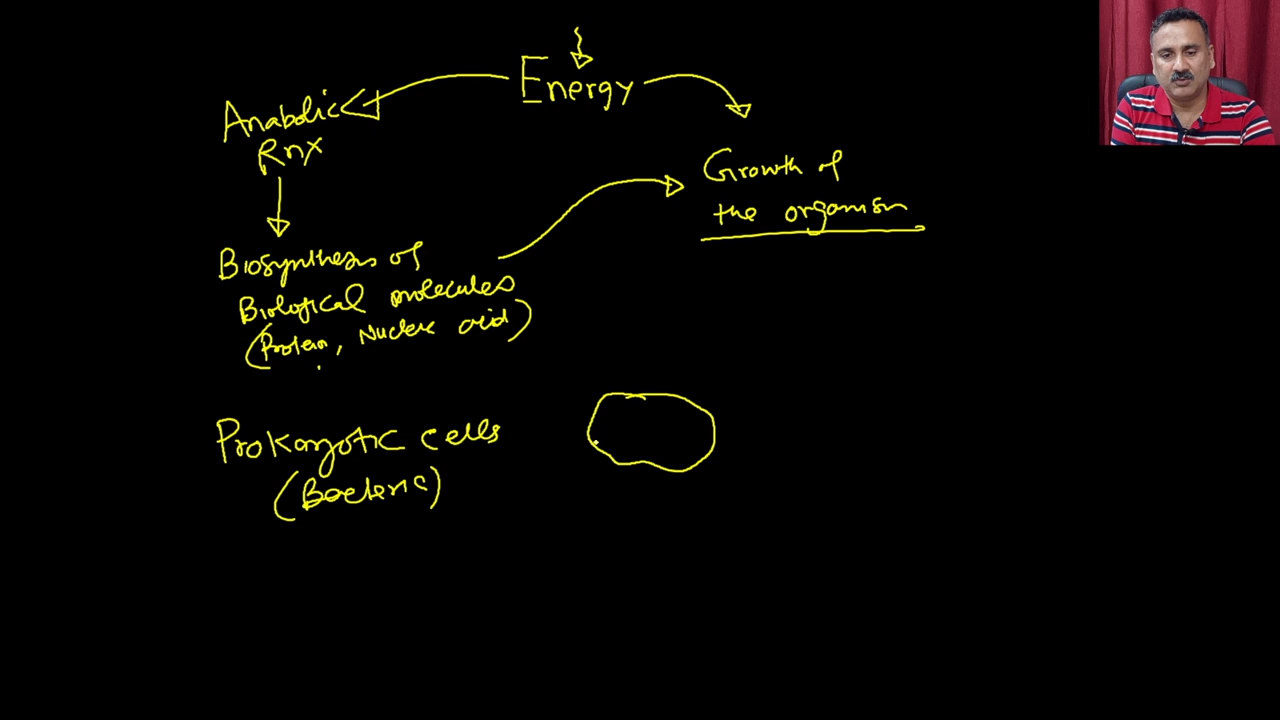 Energy
Anabolic
Rnx
Growth of
the organism
Biosynthesis of
Biological molecules
(Protein, Nucleic acid)
Prokaryotic cells
(Bacteria)